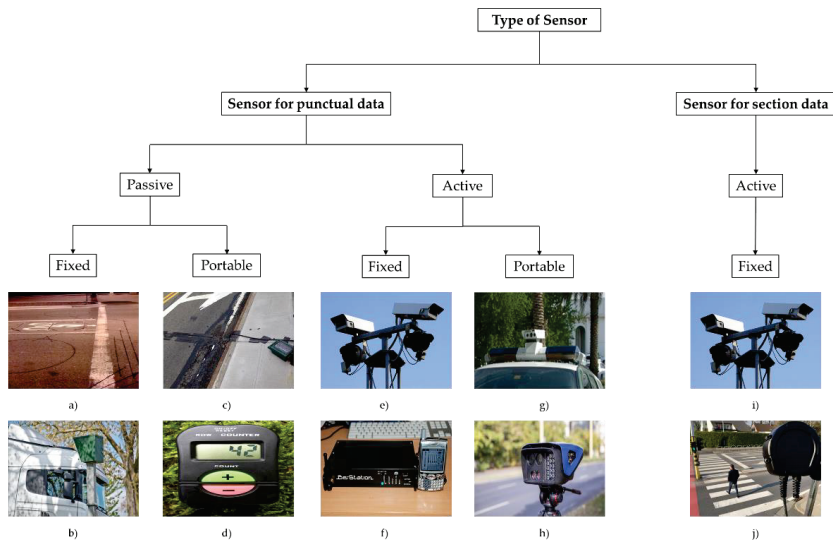 Type of Sensor
Sensor for punctual data
Sensor for section data
Passive
Active
Active
Fixed
Portable
Fixed
Portable
Fixed
a)
c)
e)
g)
i)
COUNTER
42
COUNT
+
−
b)
d)
f)
h)
j)